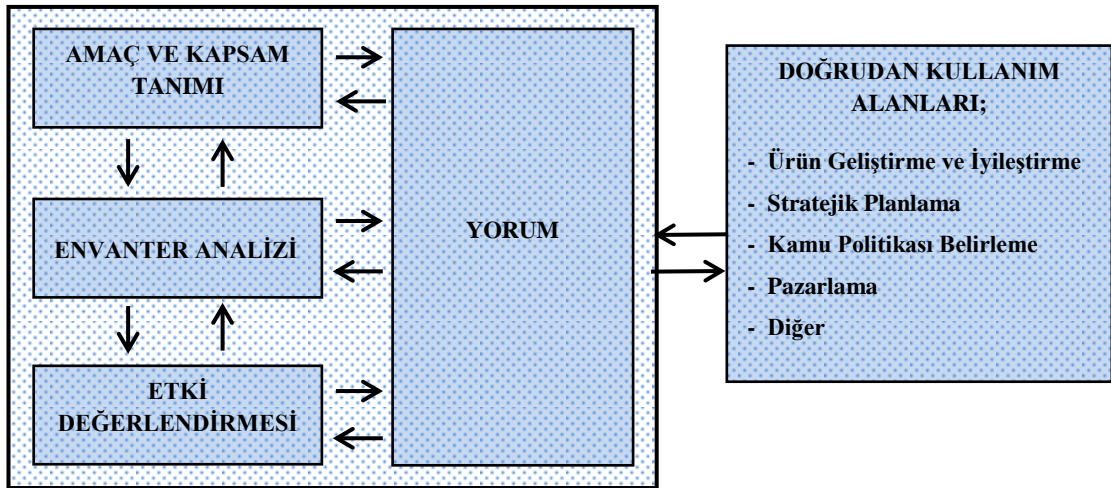 AMAÇ VE KAPSAM
TANIMI
ENVANTER ANALİZİ
ETKİ
DEĞERLENDİRMESİ
YORUM
DOĞRUDAN KULLANIM
ALANLARI;
- Ürün Geliştirme ve İyileştirme
- Stratejik Planlama
- Kamu Politikası Belirleme
- Pazarlama
- Diğer